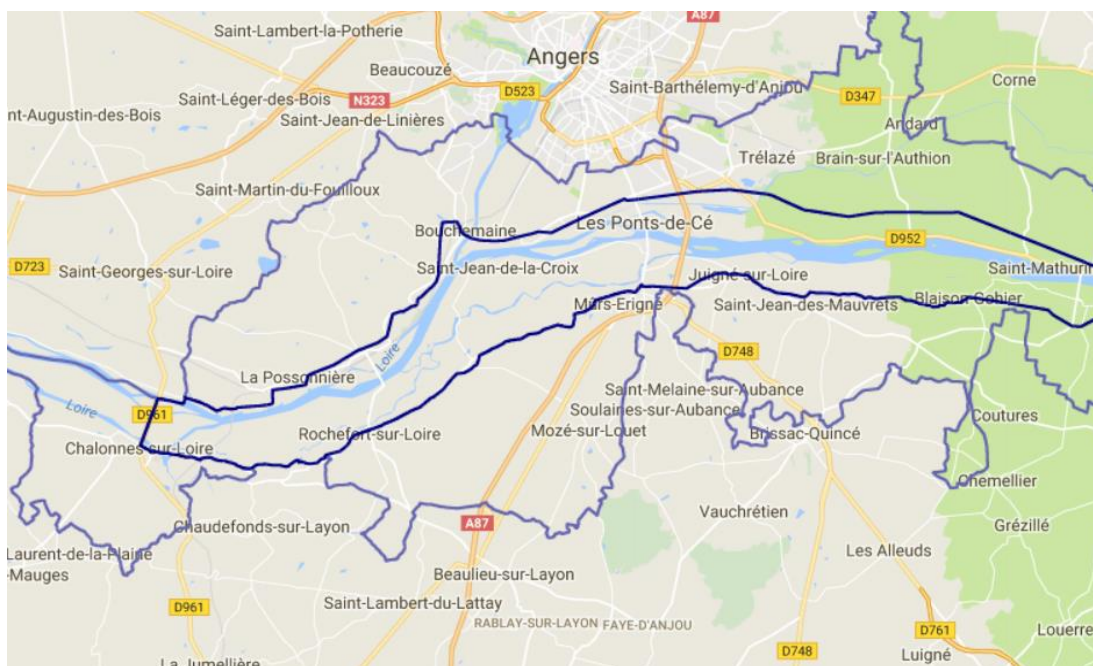 A87
Saint-Lambert-la-Potherie
Angers
Beaucouzé
Corne
Saint-Barthélemy-d'Anjou
D523
D347
Saint-Léger-des-Bois
N323
nt-Augustin-des-Bois
Saint-Jean-de-Linières
Andard
Trélazé
Brain-sur-l'Authion
Saint-Martin-du-Fouilloux
Bouchemaine
Les Ponts-de-Cé
D952
D723
Saint-Georges-sur-Loire
Saint-Jean-de-la-Croix
Saint-Mathurin
Juigné-sur-Loire
Blaison-Gohier
Mûrs-Erigné
Saint-Jean-des-Mauvrets
Loire
D748
La Possonnière
Saint-Melaine-sur-Aubance
Loire
D961
Soulaines-sur-Aubance
Coutures
Mozé-sur-Louet
Brissac-Quincé
Rochefort-sur-Loire
Chalonnes-sur-Loire
Chemellier
Vauchrétien
A87
Chaudefonds-sur-Layon
Grézillé
Laurent-de-la-Plaine
Les Alleuds
-Mauges
Beaulieu-sur-Layon
Saint-Lambert-du-Lattay
D961
RABLAY-SUR-LAYON
FAYE-D'ANJOU
D761
Louerre
D748
Luigné
La Jumellière